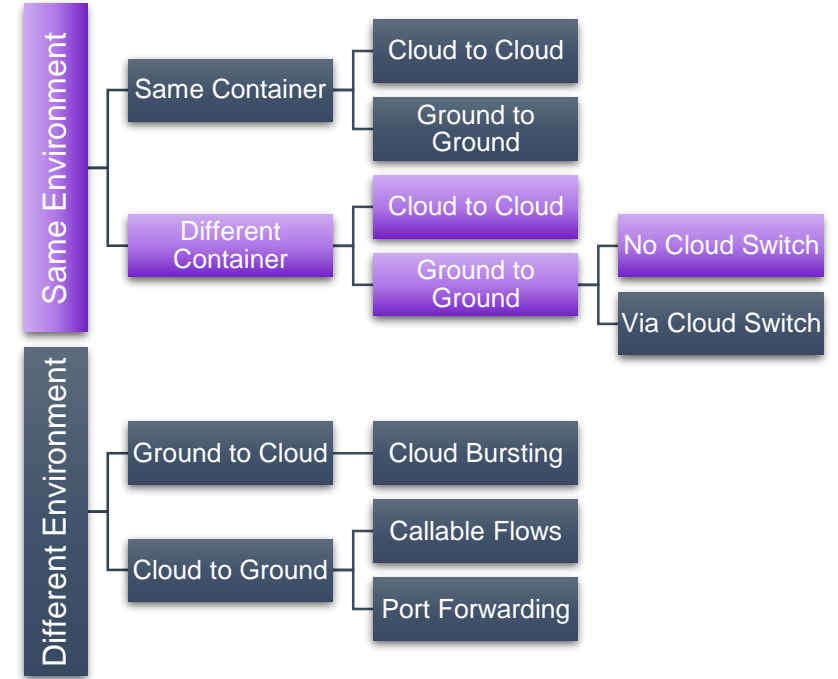 Same Environment
Same Container
Cloud to Cloud
Ground to
Ground
Different
Container
Cloud to Cloud
Ground to
Ground
No Cloud Switch
Via Cloud Switch
Different Environment
Ground to Cloud
Cloud Bursting
Cloud to Ground
Callable Flows
Port Forwarding